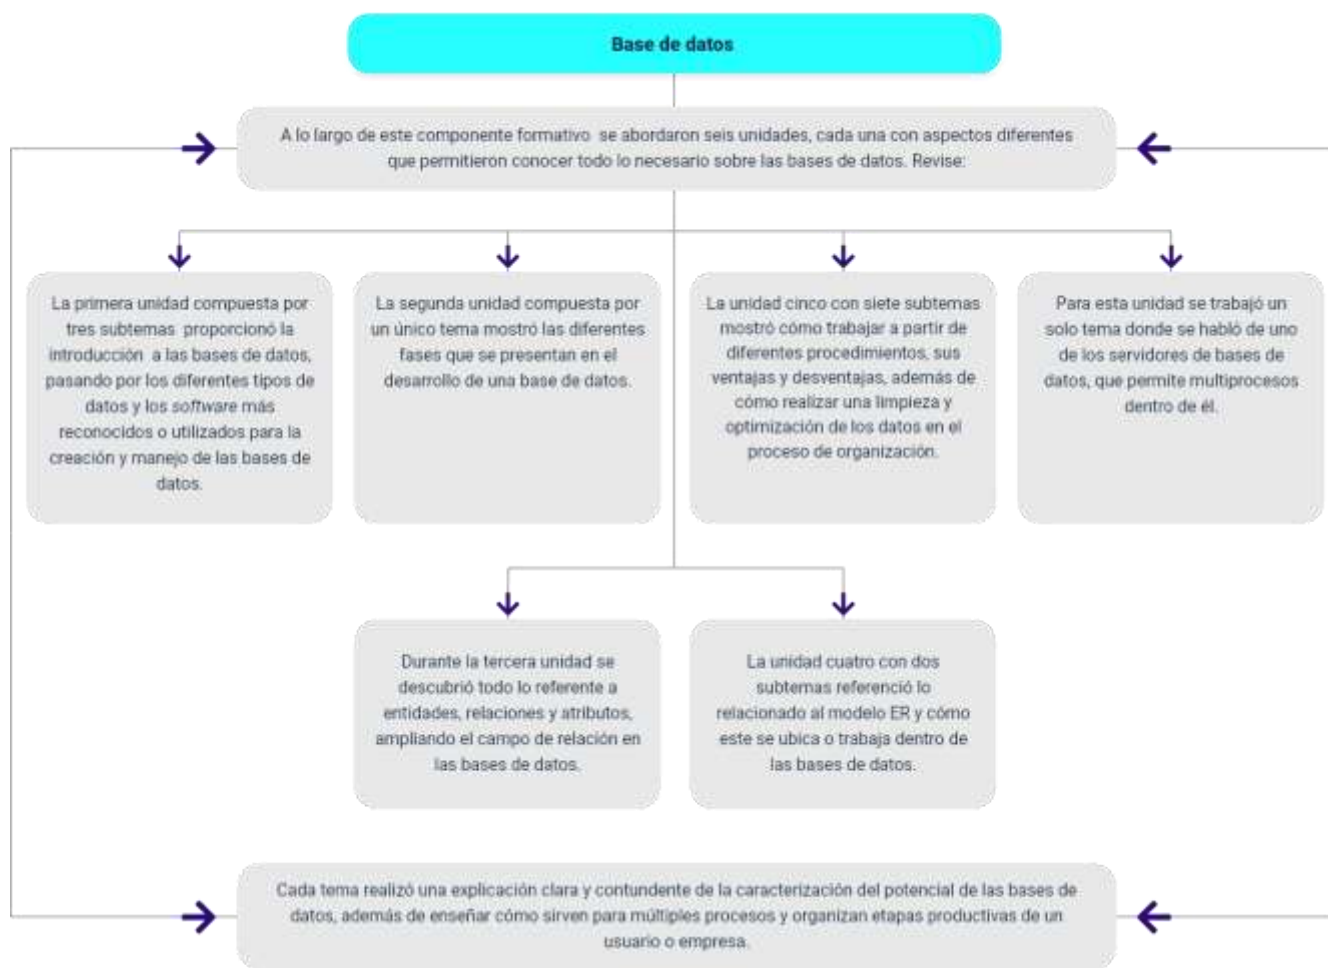 Base de datos
A lo largo de este componente formativo se abordaron seis unidades, cada una con aspectos diferentes
que permitieron conocer todo lo necesario sobre las bases de datos. Revise:
La primera unidad compuesta por
tres subtemas proporcionó la
introducción a las bases de datos,
pasando por los diferentes tipos de
datos y los software más
reconocidos o utilizados para la
creación y manejo de las bases de
datos.
La segunda unidad compuesta por
un único tema mostró las diferentes
fases que se presentan en el
desarrollo de una base de datos.
La unidad cinco con siete subtemas
mostró cómo trabajar a partir de
diferentes procedimientos, sus
ventajas y desventajas, además de
cómo realizar una limpieza y
optimización de los datos en el
proceso de organización.
Para esta unidad se trabajó un
solo tema donde se habló de uno
de los servidores de bases de
datos, que permite multiprocesos
dentro de él.
Durante la tercera unidad se
descubrió todo lo referente a
entidades, relaciones y atributos,
ampliando el campo de relación en
las bases de datos.
La unidad cuatro con dos
subtemas referenció lo
relacionado al modelo ER y cómo
este se ubica o trabaja dentro de
las bases de datos.
Cada tema realizó una explicación clara y contundente de la caracterización del potencial de las bases de
datos, además de enseñar cómo sirven para múltiples procesos y organizan etapas productivas de un
usuario o empresa.